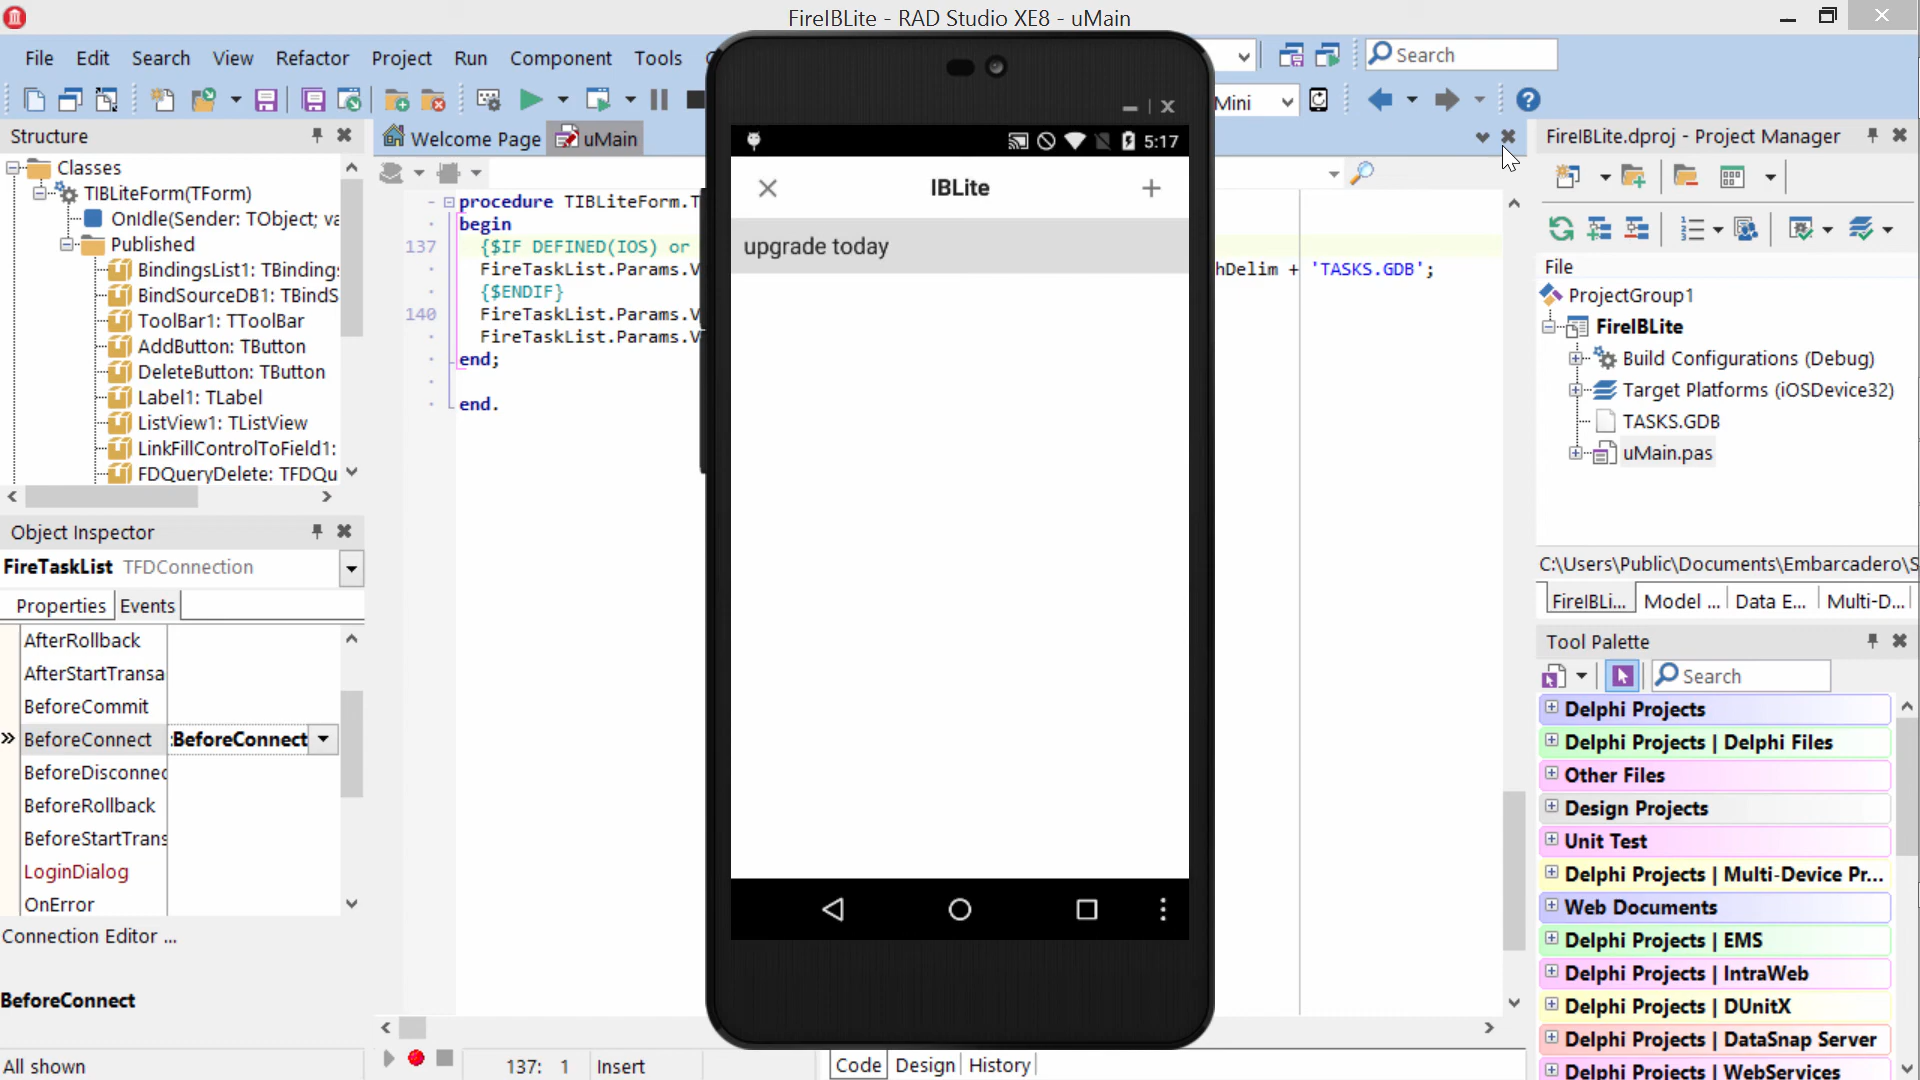 FireIBLite - RAD Studio XE8 - uMain
File Edit Search View Refactor Project Run Component Tools
Search
Mini
Structure
Welcome Page uMain
FireIBLite.dproj - Project Manager
Classes
TIBLiteForm(TForm)
OnIdle(Sender: TObject; va
Published
BindingsList1: TBinding:
BindSourceDB1: TBindS
ToolBar1: TToolBar
AddButton: TButton
DeleteButton: TButton
Label1: TLabel
ListView1: TListView
LinkFillControlToField1:
FDQueryDelete: TFDQu
procedure TIBLiteForm.T
begin
137 {$IF DEFINED(IOS) or
FireTaskList.Params.V
hDelim + 'TASKS.GDB';
{$ENDIF}
140 FireTaskList.Params.V
FireTaskList.Params.V
end;
end.
5:17
IBLite
upgrade today
File
ProjectGroup1
FireIBLite
Build Configurations (Debug)
Target Platforms (iOSDevice32)
TASKS.GDB
uMain.pas
C:\Users\Public\Documents\Embarcadero\S
FireIBLi... Model ... Data E... Multi-D...
Object Inspector
FireTaskList TFDConnection
Properties Events
AfterRollback
AfterStartTransa
BeforeCommit
BeforeConnect :BeforeConnect
BeforeDisconnec
BeforeRollback
BeforeStartTrans
LoginDialog
OnError
Connection Editor ...
BeforeConnect
All shown
Tool Palette
Search
Delphi Projects
Delphi Projects | Delphi Files
Other Files
Design Projects
Unit Test
Delphi Projects | Multi-Device Pr...
Web Documents
Delphi Projects | EMS
Delphi Projects | IntraWeb
Delphi Projects | DUnitX
Delphi Projects | DataSnap Server
Delphi Projects | WebServices
137: 1 Insert
Code Design History